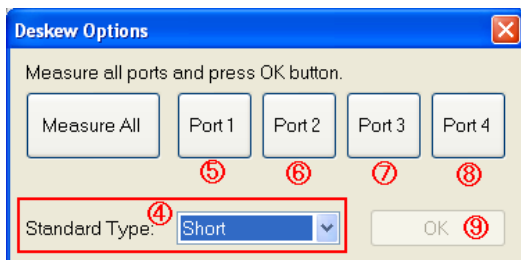 Deskew Options
Measure all ports and press OK button.
Measure All Port 1 Port 2 Port 3 Port 4
⑤ ⑥ ⑦ ⑧
④
Standard Type: Short OK ⑨